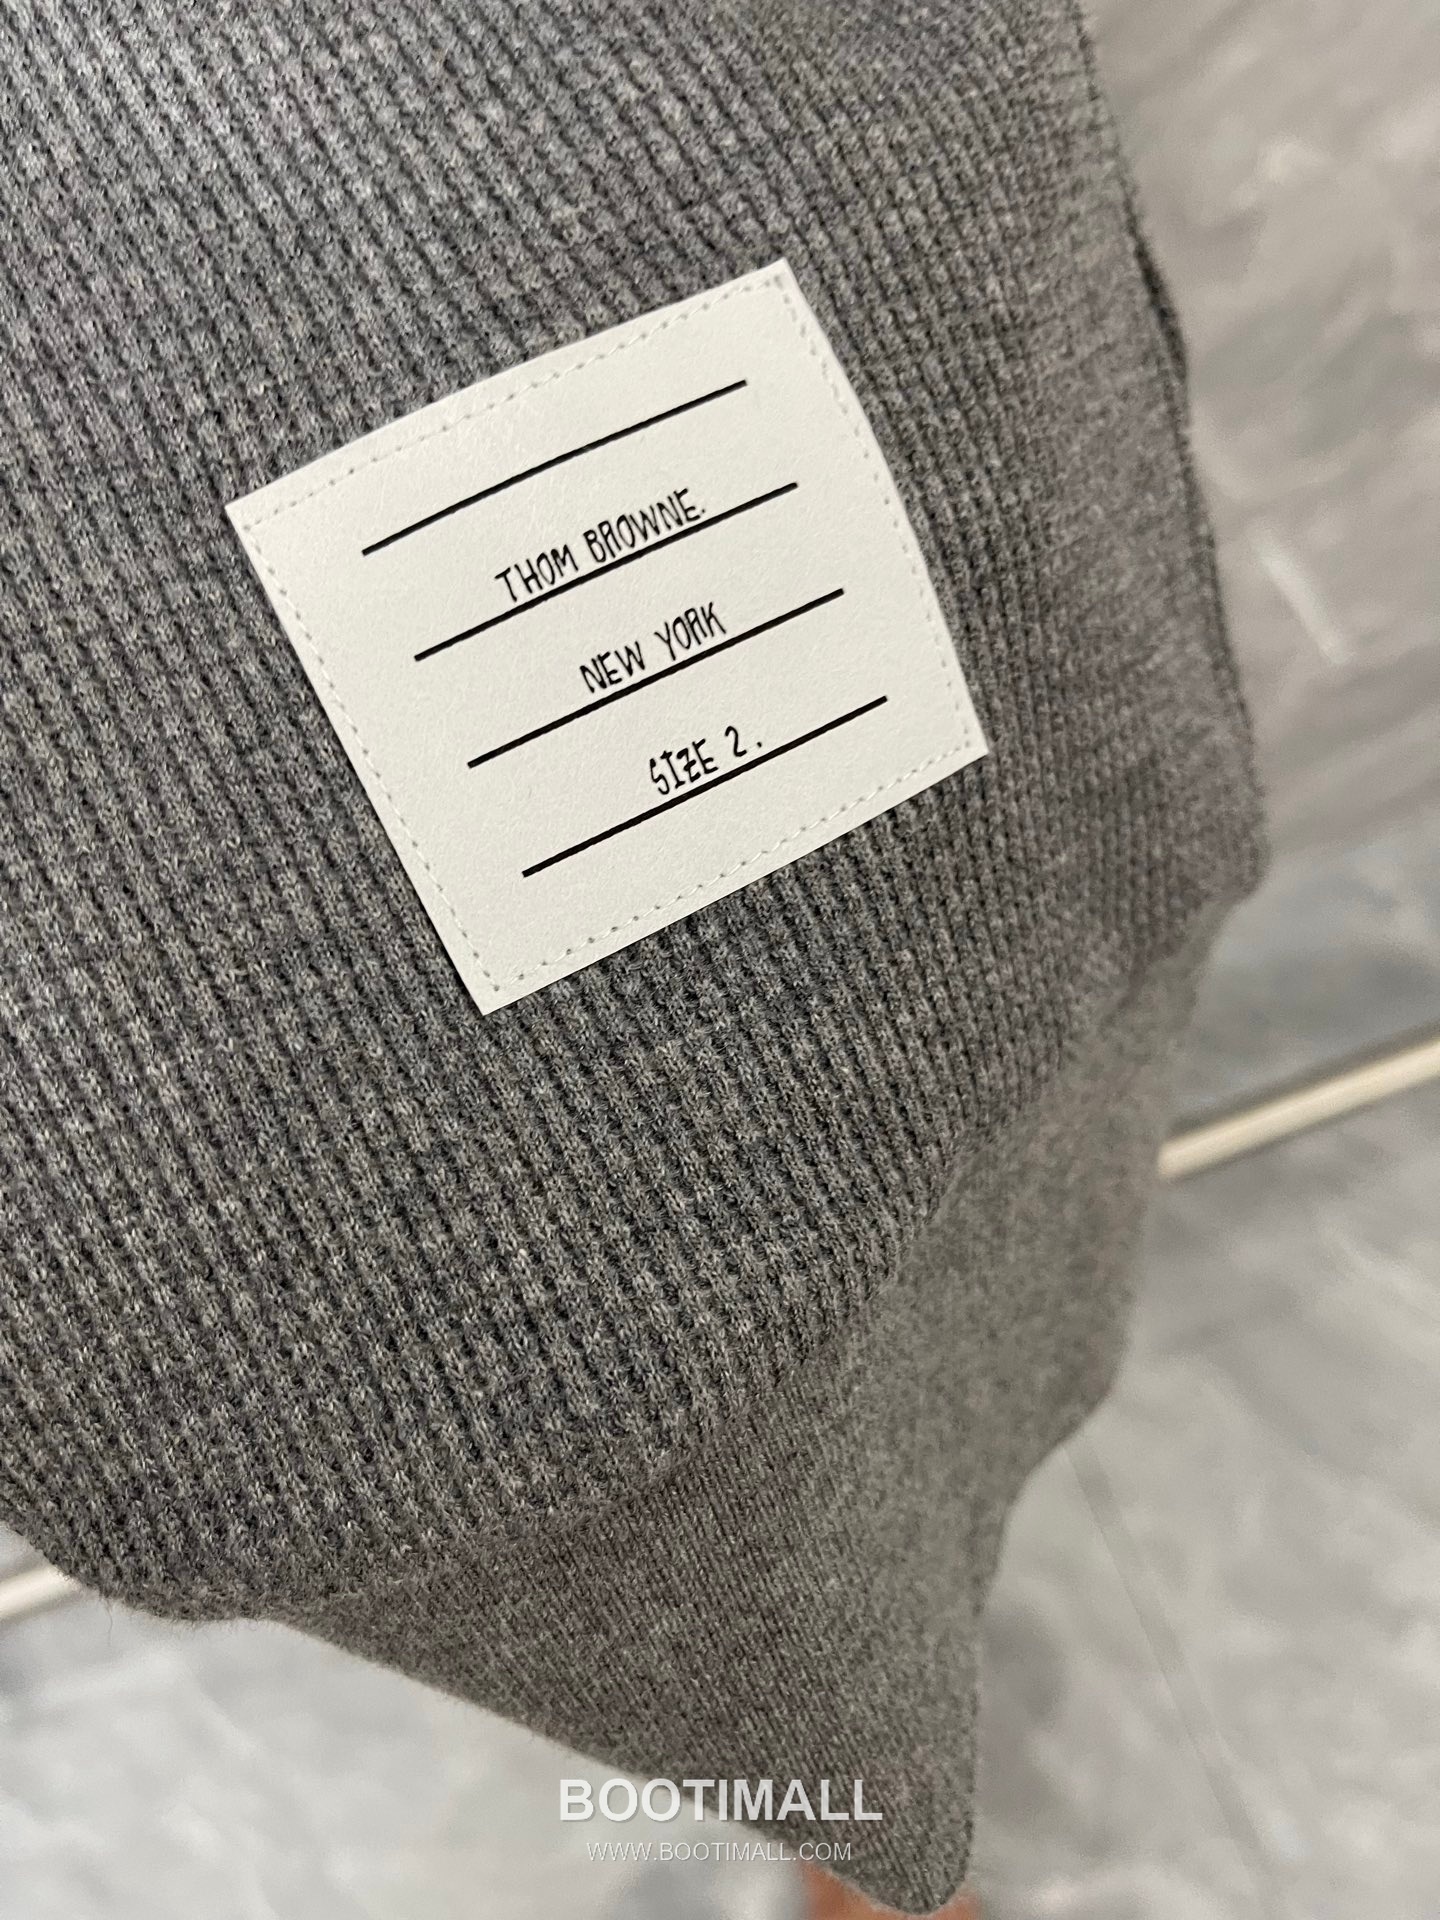 THOM BROWNE.
NEW YORK
SIZE 2.
BOOTIMALL
WWW.BOOTIMALL.COM